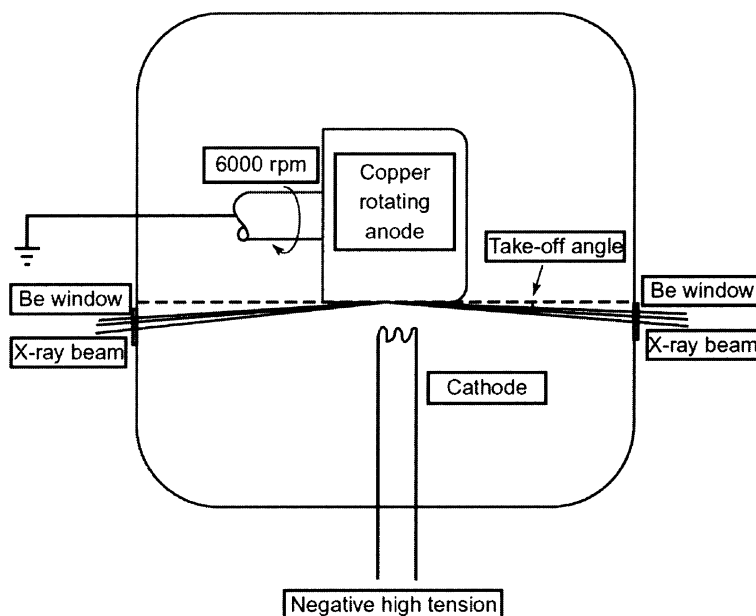 6000 rpm
Copper
rotating
anode
Take-off angle
Be window
Be window
X-ray beam
X-ray beam
Cathode
Negative high tension